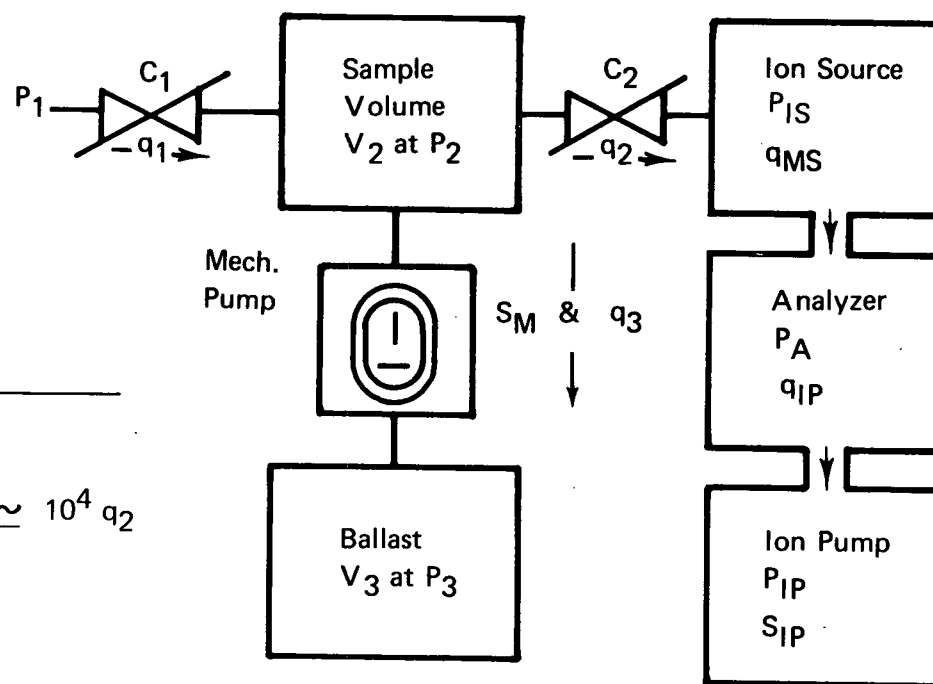 P1
C1
q1
Sample
Volume
V2 at P2
C2
q2
Ion Source
PIS
qMS
Mech.
Pump
SM & q3
Analyzer
PA
qIP
≃ 10^4 q2
Ballast
V3 at P3
Ion Pump
PIP
SIP